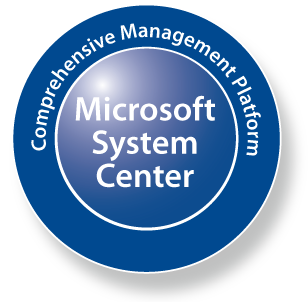 Comprehensive Management Platform
Microsoft
System
Center